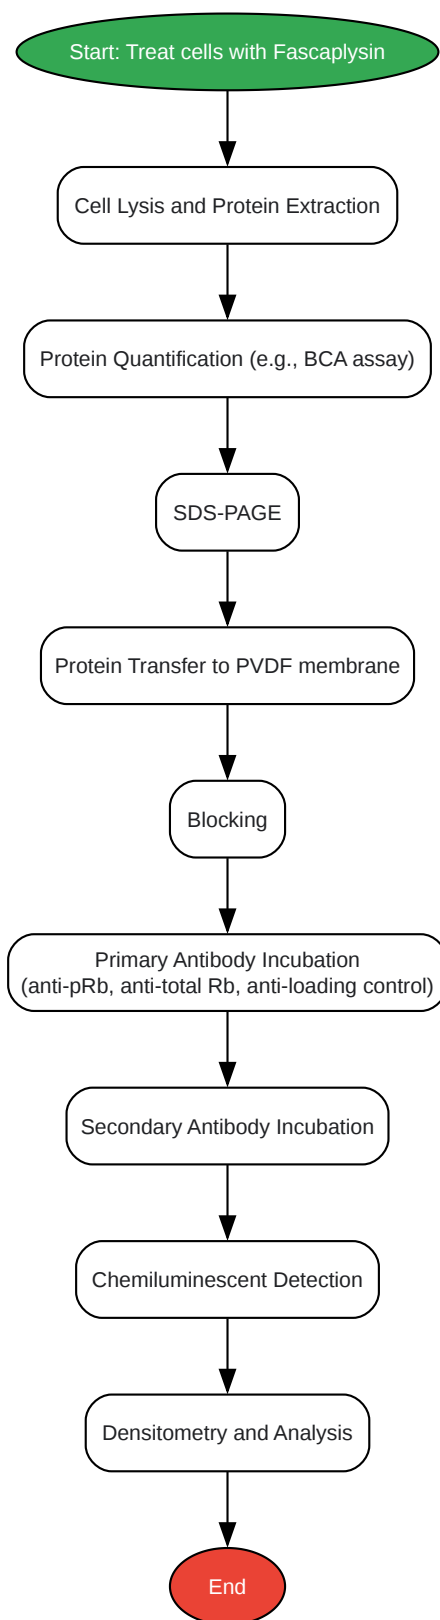 Start: Treat cells with Fascaplysin
Cell Lysis and Protein Extraction
Protein Quantification (e.g., BCA assay)
SDS-PAGE
Protein Transfer to PVDF membrane
Blocking
Primary Antibody Incubation
(anti-pRb, anti-total Rb, anti-loading control)
Secondary Antibody Incubation
Chemiluminescent Detection
Densitometry and Analysis
End